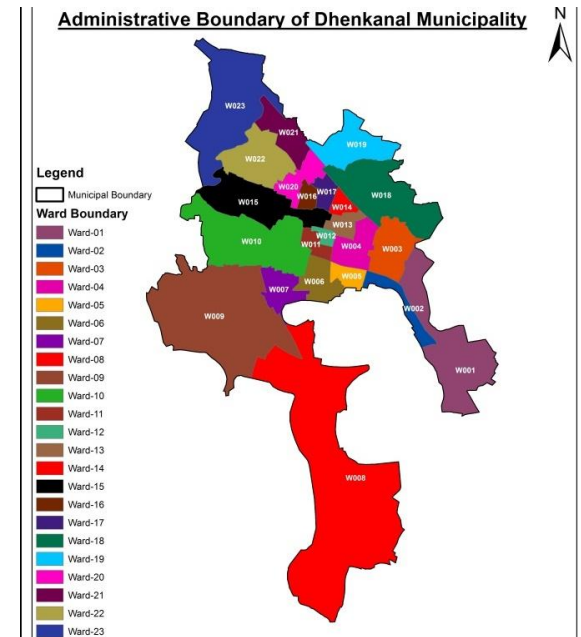 Administrative Boundary of Dhenkanal Municipality
N
W023
W021
W019
W022
W020
W016
W017
W018
W015
W014
W013
W012
W010
W011
W004
W003
W006
W005
W007
W002
W009
W001
W008
Legend
Municipal Boundary
Ward Boundary
Ward-01
Ward-02
Ward-03
Ward-04
Ward-05
Ward-06
Ward-07
Ward-08
Ward-09
Ward-10
Ward-11
Ward-12
Ward-13
Ward-14
Ward-15
Ward-16
Ward-17
Ward-18
Ward-19
Ward-20
Ward-21
Ward-22
Ward-23